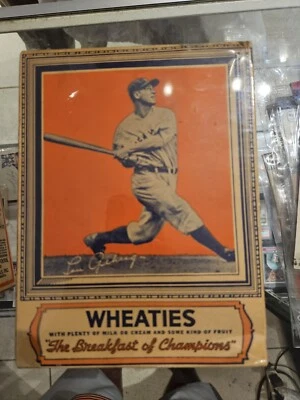 Lou Gehrig
WHEATIES
WITH PLENTY OF MILK OR CREAM AND SOME KIND OF FRUIT
"The Breakfast of Champions"